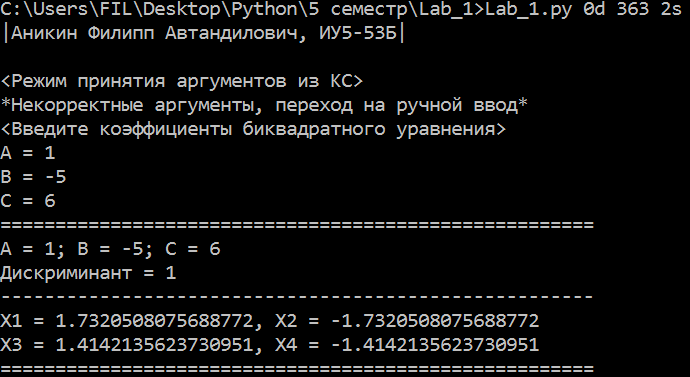 C:\Users\FIL\Desktop\Python\5 семестр\Lab_1>Lab_1.py 0d 363 2s
|Аникин Филипп Автандилович, ИУ5-53Б|
<Режим принятия аргументов из КС>
*Некорректные аргументы, переход на ручной ввод*
<Введите коэффициенты биквадратного уравнения>
A = 1
B = -5
C = 6
======================================================
A = 1; B = -5; C = 6
Дискриминант = 1
------------------------------------------------------
X1 = 1.7320508075688772, X2 = -1.7320508075688772
X3 = 1.4142135623730951, X4 = -1.4142135623730951
======================================================